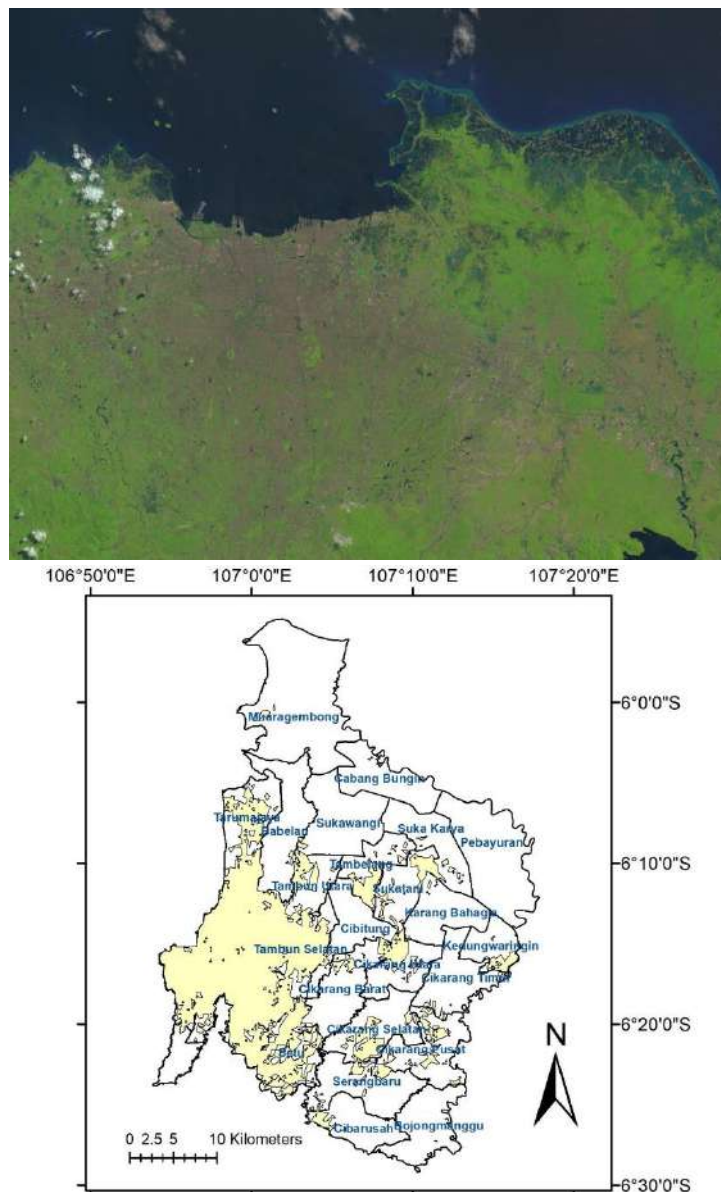 106°50'0"E 107°0'0"E 107°10'0"E 107°20'0"E
6°0'0"S
Muaragembong
Cabang Bungin
Tarumajaya
Babelan
Sukawangi
Suka Karya
Pebayuran
6°10'0"S
Tambelang
Tambun Utara
Sukatani
Karang Bahagia
Cibitung
Kedungwaringin
Tambun Selatan
Cikarang Utara
Cikarang Timur
Cikarang Barat
6°20'0"S
Cikarang Selatan
Setu
Cikarang Pusat
N
Serangbaru
Cibarusah
Bojongmanggu
0 2.5 5 10 Kilometers
6°30'0"S